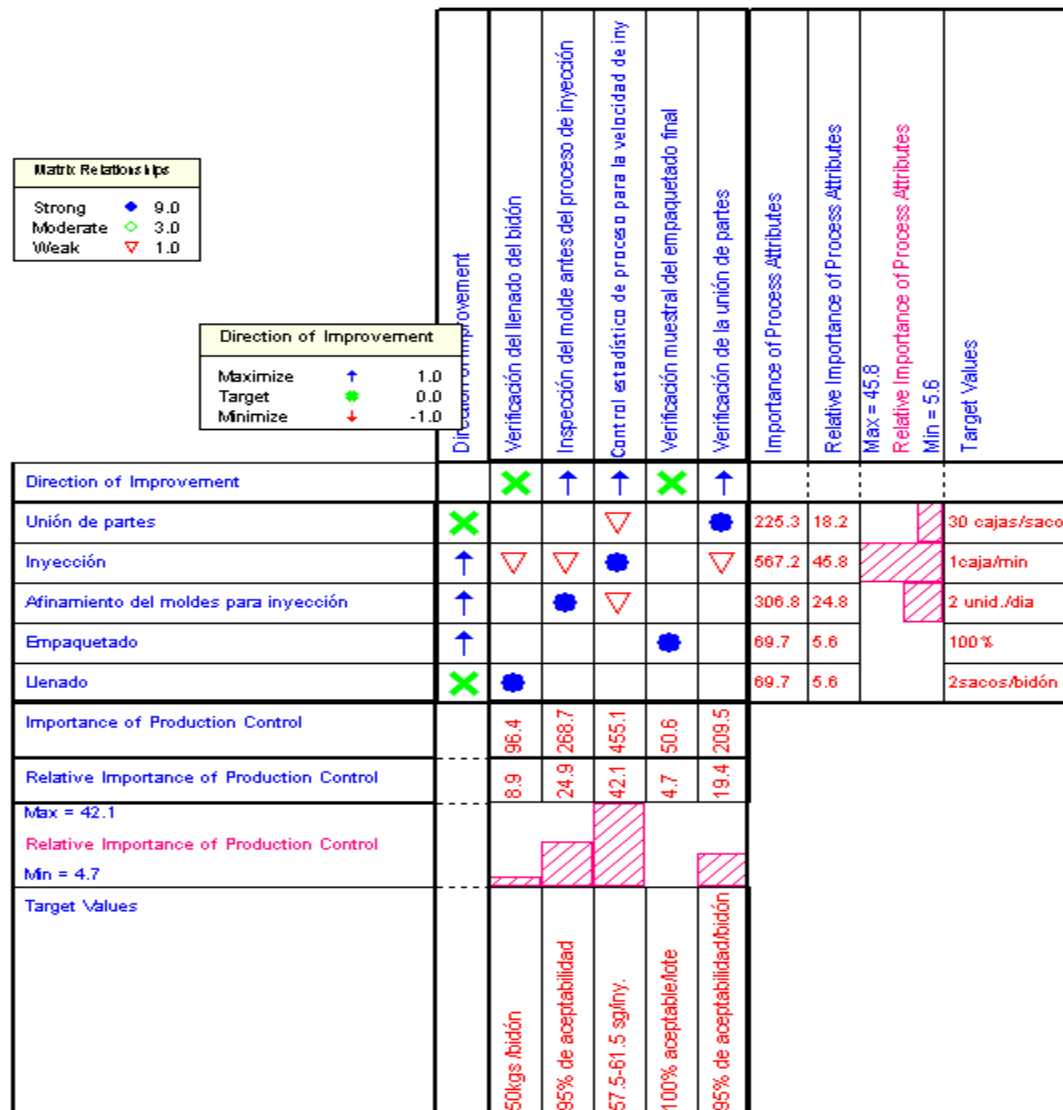 Matrix Relationships
Strong 9.0
Moderate 3.0
Weak 1.0
Direction of Improvement
Maximize 1.0
Target 0.0
Minimize -1.0
Direction of Improvement
Verificación del llenado del bidón
Inspección del molde antes del proceso de inyección
Control estadístico de proceso para la velocidad de iny
Verificación muestral del empaquetado final
Verificación de la unión de partes
Importance of Process Attributes
Relative Importance of Process Attributes
Max = 45.8
Relative Importance of Process Attributes
Min = 5.6
Target Values
Direction of Improvement
Unión de partes 225.3 18.2 30 cajas/saco
Inyección 567.2 45.8 1caja/min
Afinamiento del moldes para inyección 306.8 24.8 2 unid./dia
Empaquetado 69.7 5.6 100%
Llenado 69.7 5.6 2sacos/bidón
Importance of Production Control 96.4 268.7 455.1 50.6 209.5
Relative Importance of Production Control 8.9 24.9 42.1 4.7 19.4
Max = 42.1
Relative Importance of Production Control
Min = 4.7
Target Values
50kgs /bidón
95% de aceptabilidad
57.5-61.5 sg/iny.
100% aceptable/lote
95% de aceptabilidad/bidón